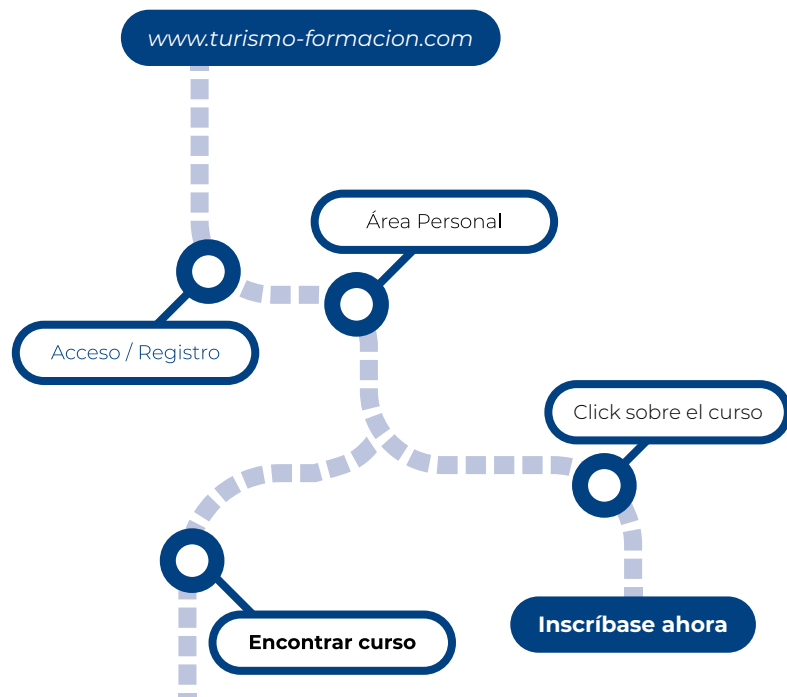 www.turismo-formacion.com
Área Personal
Acceso / Registro
Click sobre el curso
Encontrar curso
Inscríbase ahora